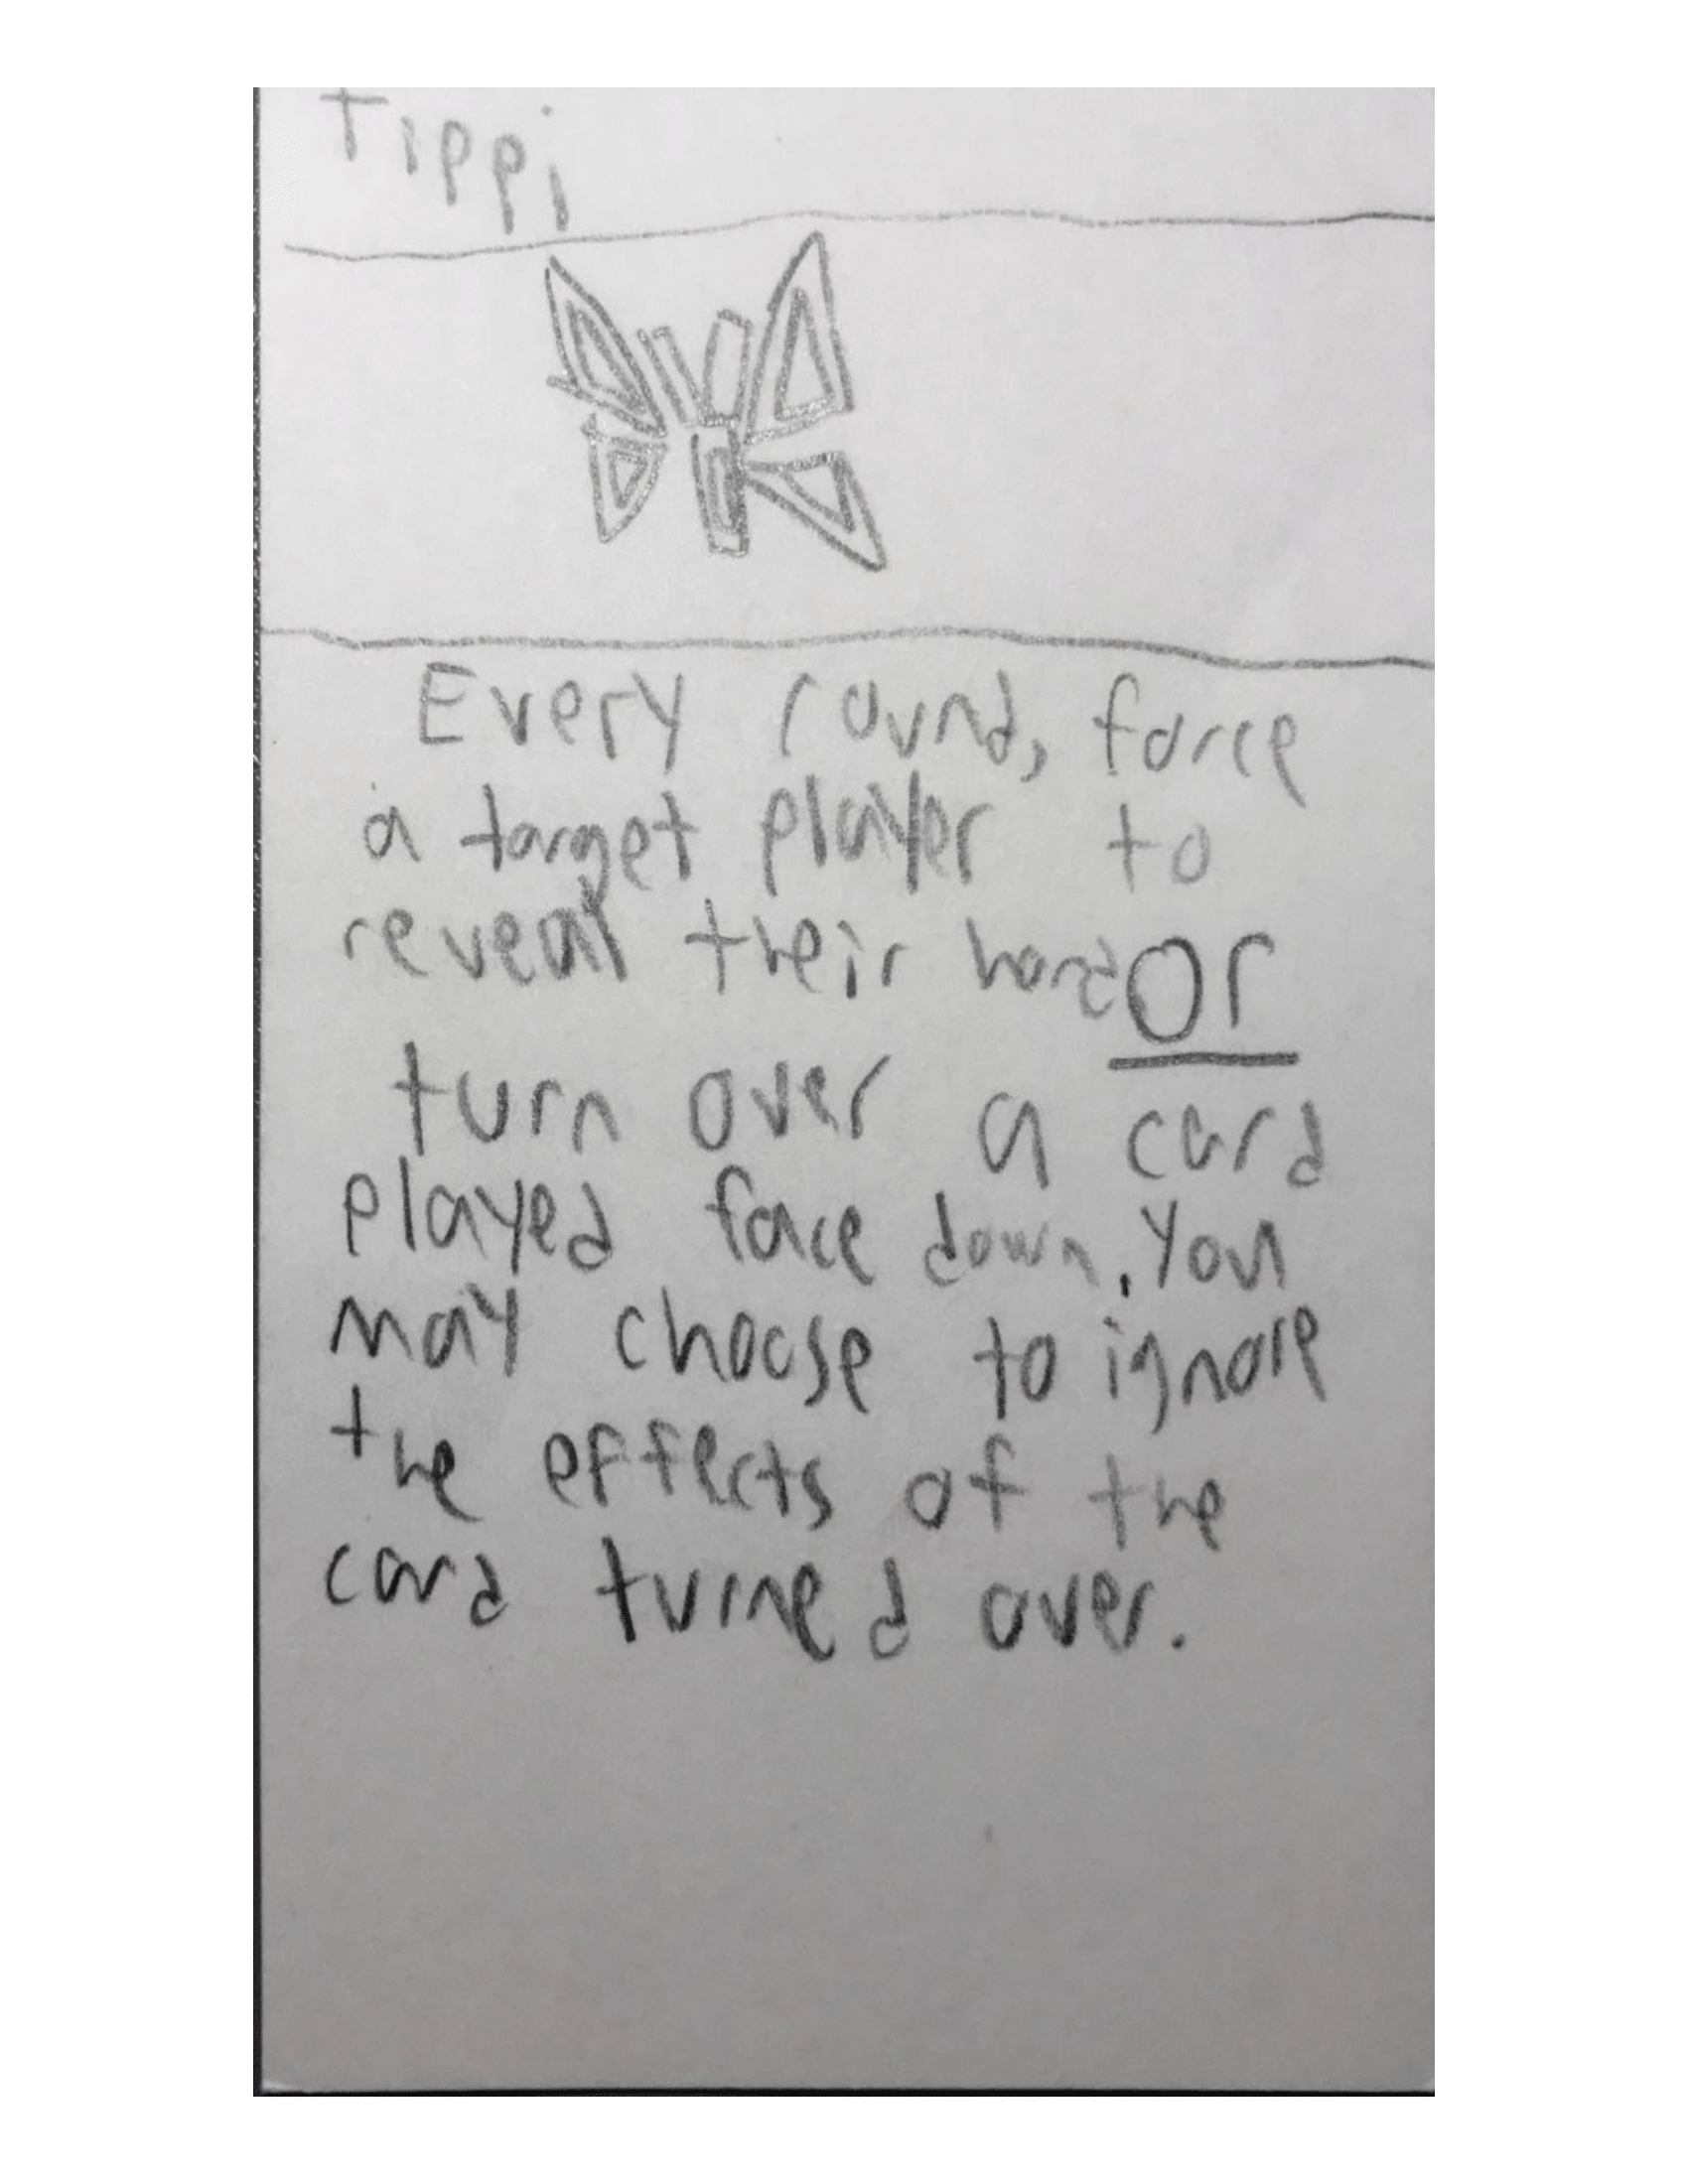 Tippi
Every round, force
a target player to
reveal their hand or
turn over a card
played face down. You
may choose to ignore
the effects of the
card turned over.